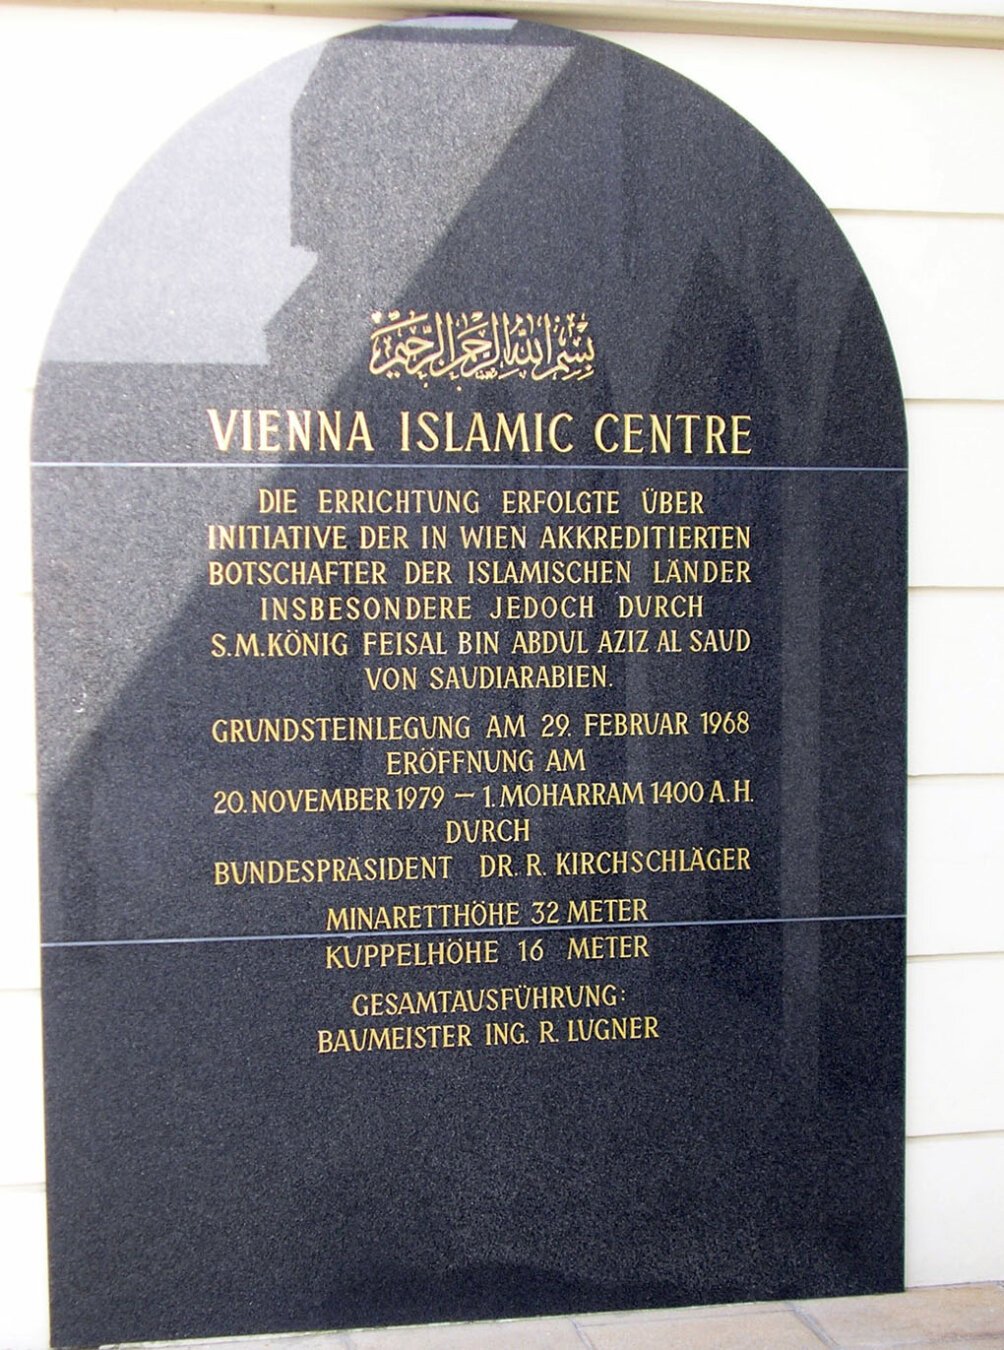 بسم الله الرحمن الرحيم
VIENNA ISLAMIC CENTRE
DIE ERRICHTUNG ERFOLGTE ÜBER
INITIATIVE DER IN WIEN AKKREDITIERTEN
BOTSCHAFTER DER ISLAMISCHEN LÄNDER
INSBESONDERE JEDOCH DURCH
S.M.KÖNIG FEISAL BIN ABDUL AZIZ AL SAUD
VON SAUDIARABIEN.
GRUNDSTEINLEGUNG AM 29. FEBRUAR 1968
ERÖFFNUNG AM
20.NOVEMBER 1979 – 1.MOHARRAM 1400 A.H.
DURCH
BUNDESPRÄSIDENT DR. R. KIRCHSCHLÄGER
MINARETTHÖHE 32 METER
KUPPELHÖHE 16 METER
GESAMTAUSFÜHRUNG:
BAUMEISTER ING. R. LUGNER